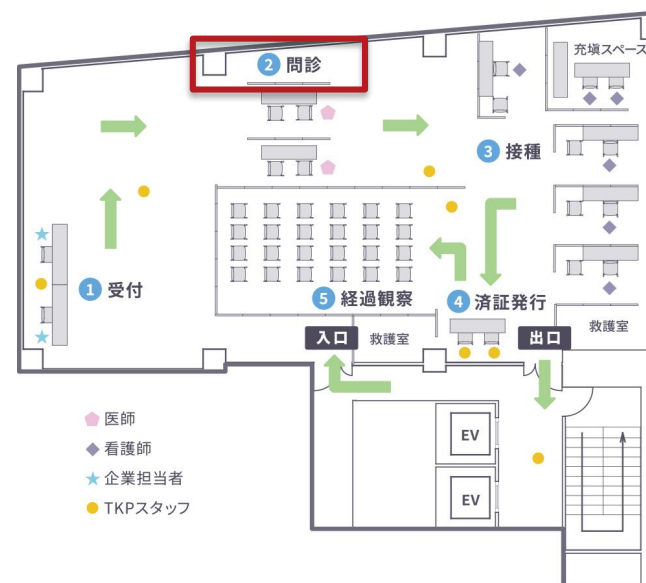 ② 問診
充填スペース
③ 接種
① 受付
⑤ 経過観察
④ 済証発行
入口
救護室
出口
救護室
EV
EV
医師
看護師
企業担当者
TKPスタッフ